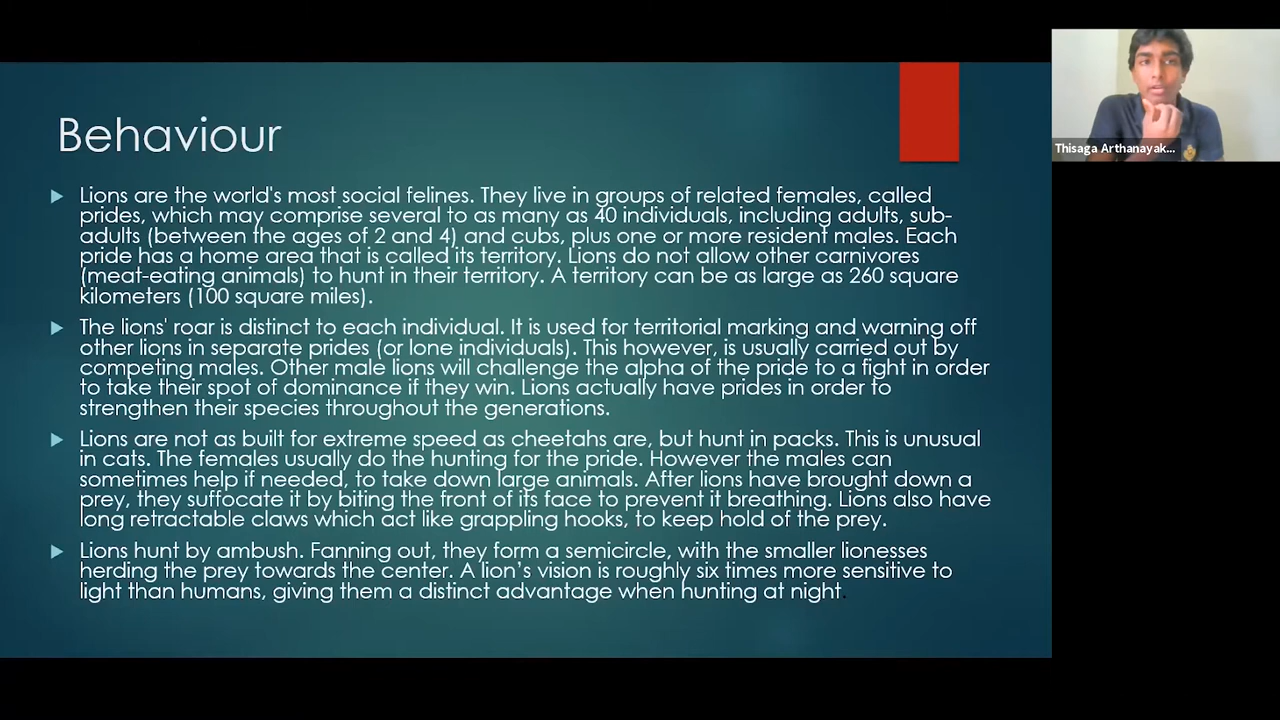 Behaviour
Lions are the world's most social felines. They live in groups of related females, called
prides, which may comprise several to as many as 40 individuals, including adults, sub-
adults (between the ages of 2 and 4) and cubs, plus one or more resident males. Each
pride has a home area that is called its territory. Lions do not allow other carnivores
(meat-eating animals) to hunt in their territory. A territory can be as large as 260 square
kilometers (100 square miles).
The lions' roar is distinct to each individual. It is used for territorial marking and warning off
other lions in separate prides (or lone individuals). This however, is usually carried out by
competing males. Other male lions will challenge the alpha of the pride to a fight in order
to take their spot of dominance if they win. Lions actually have prides in order to
strengthen their species throughout the generations.
Lions are not as built for extreme speed as cheetahs are, but hunt in packs. This is unusual
in cats. The females usually do the hunting for the pride. However the males can
sometimes help if needed, to take down large animals. After lions have brought down a
prey, they suffocate it by biting the front of its face to prevent it breathing. Lions also have
long retractable claws which act like grappling hooks, to keep hold of the prey.
Lions hunt by ambush. Fanning out, they form a semicircle, with the smaller lionesses
herding the prey towards the center. A lion’s vision is roughly six times more sensitive to
light than humans, giving them a distinct advantage when hunting at night.
Thisaga Arthanayak...